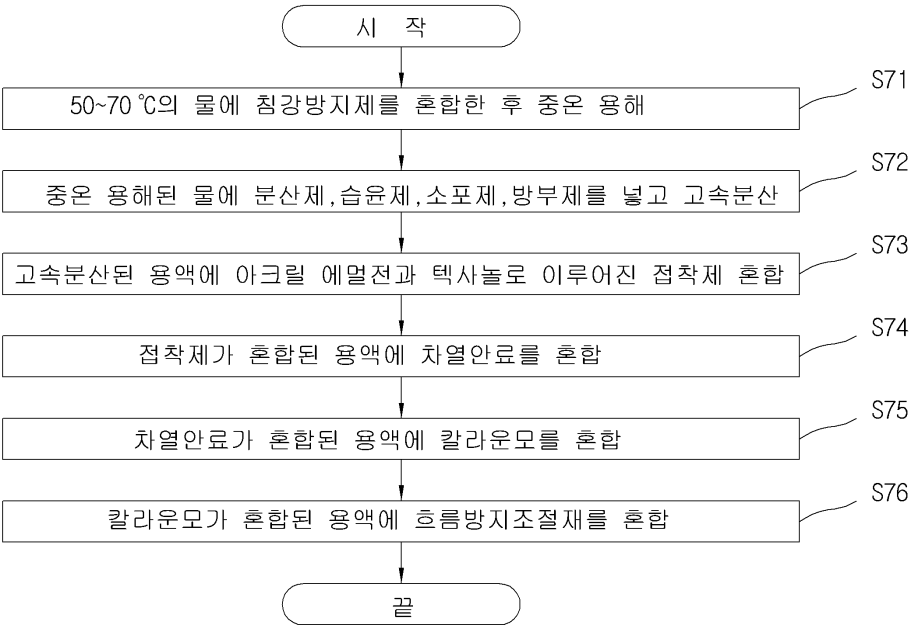 시 작
S71
50~70℃의 물에 침강방지제를 혼합한 후 중온 용해
S72
중온 용해된 물에 분산제,습윤제,소포제,방부제를 넣고 고속분산
S73
고속분산된 용액에 아크릴 에멀전과 텍사놀로 이루어진 접착제 혼합
S74
접착제가 혼합된 용액에 차열안료를 혼합
S75
차열안료가 혼합된 용액에 칼라운모를 혼합
S76
칼라운모가 혼합된 용액에 흐름방지조절재를 혼합
끝